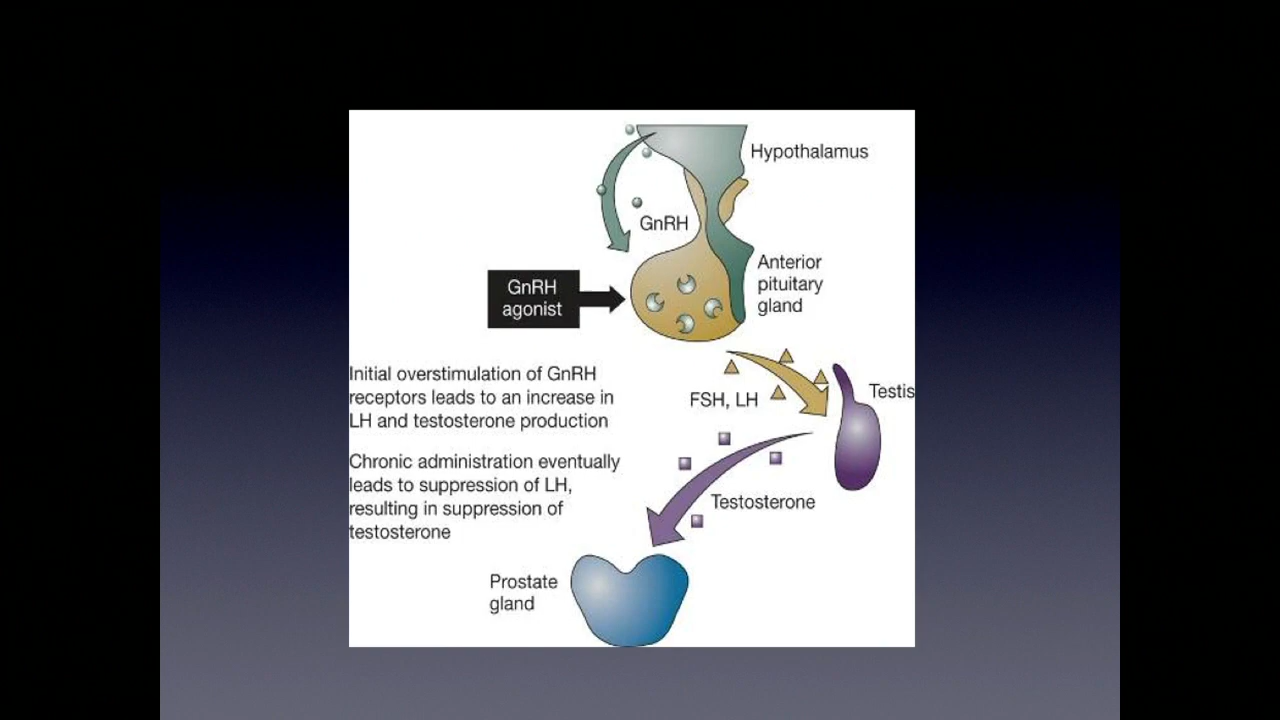 Hypothalamus
GnRH
Anterior
pituitary
gland
GnRH
agonist
Initial overstimulation of GnRH
receptors leads to an increase in
LH and testosterone production
FSH, LH
Testis
Chronic administration eventually
leads to suppression of LH,
resulting in suppression of
testosterone
Testosterone
Prostate
gland